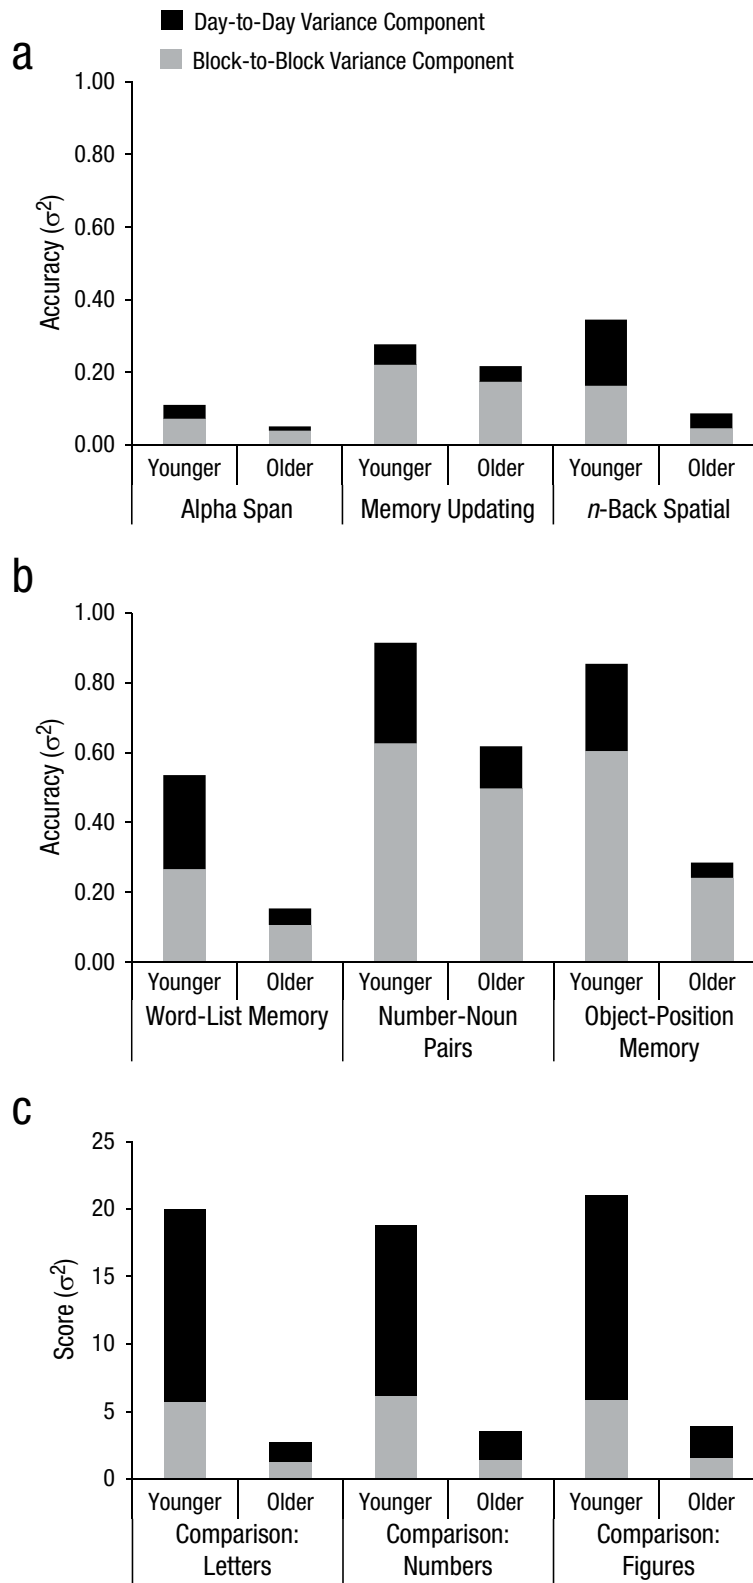 Day-to-Day Variance Component
Block-to-Block Variance Component
a
1.00
0.80
0.60
0.40
0.20
0.00
Accuracy (σ²)
Younger Older Younger Older Younger Older
Alpha Span Memory Updating n-Back Spatial
b
1.00
0.80
0.60
0.40
0.20
0.00
Accuracy (σ²)
Younger Older Younger Older Younger Older
Word-List Memory Number-Noun Object-Position
Pairs Memory
c
25
20
15
10
5
0
Score (σ²)
Younger Older Younger Older Younger Older
Comparison: Comparison: Comparison:
Letters Numbers Figures